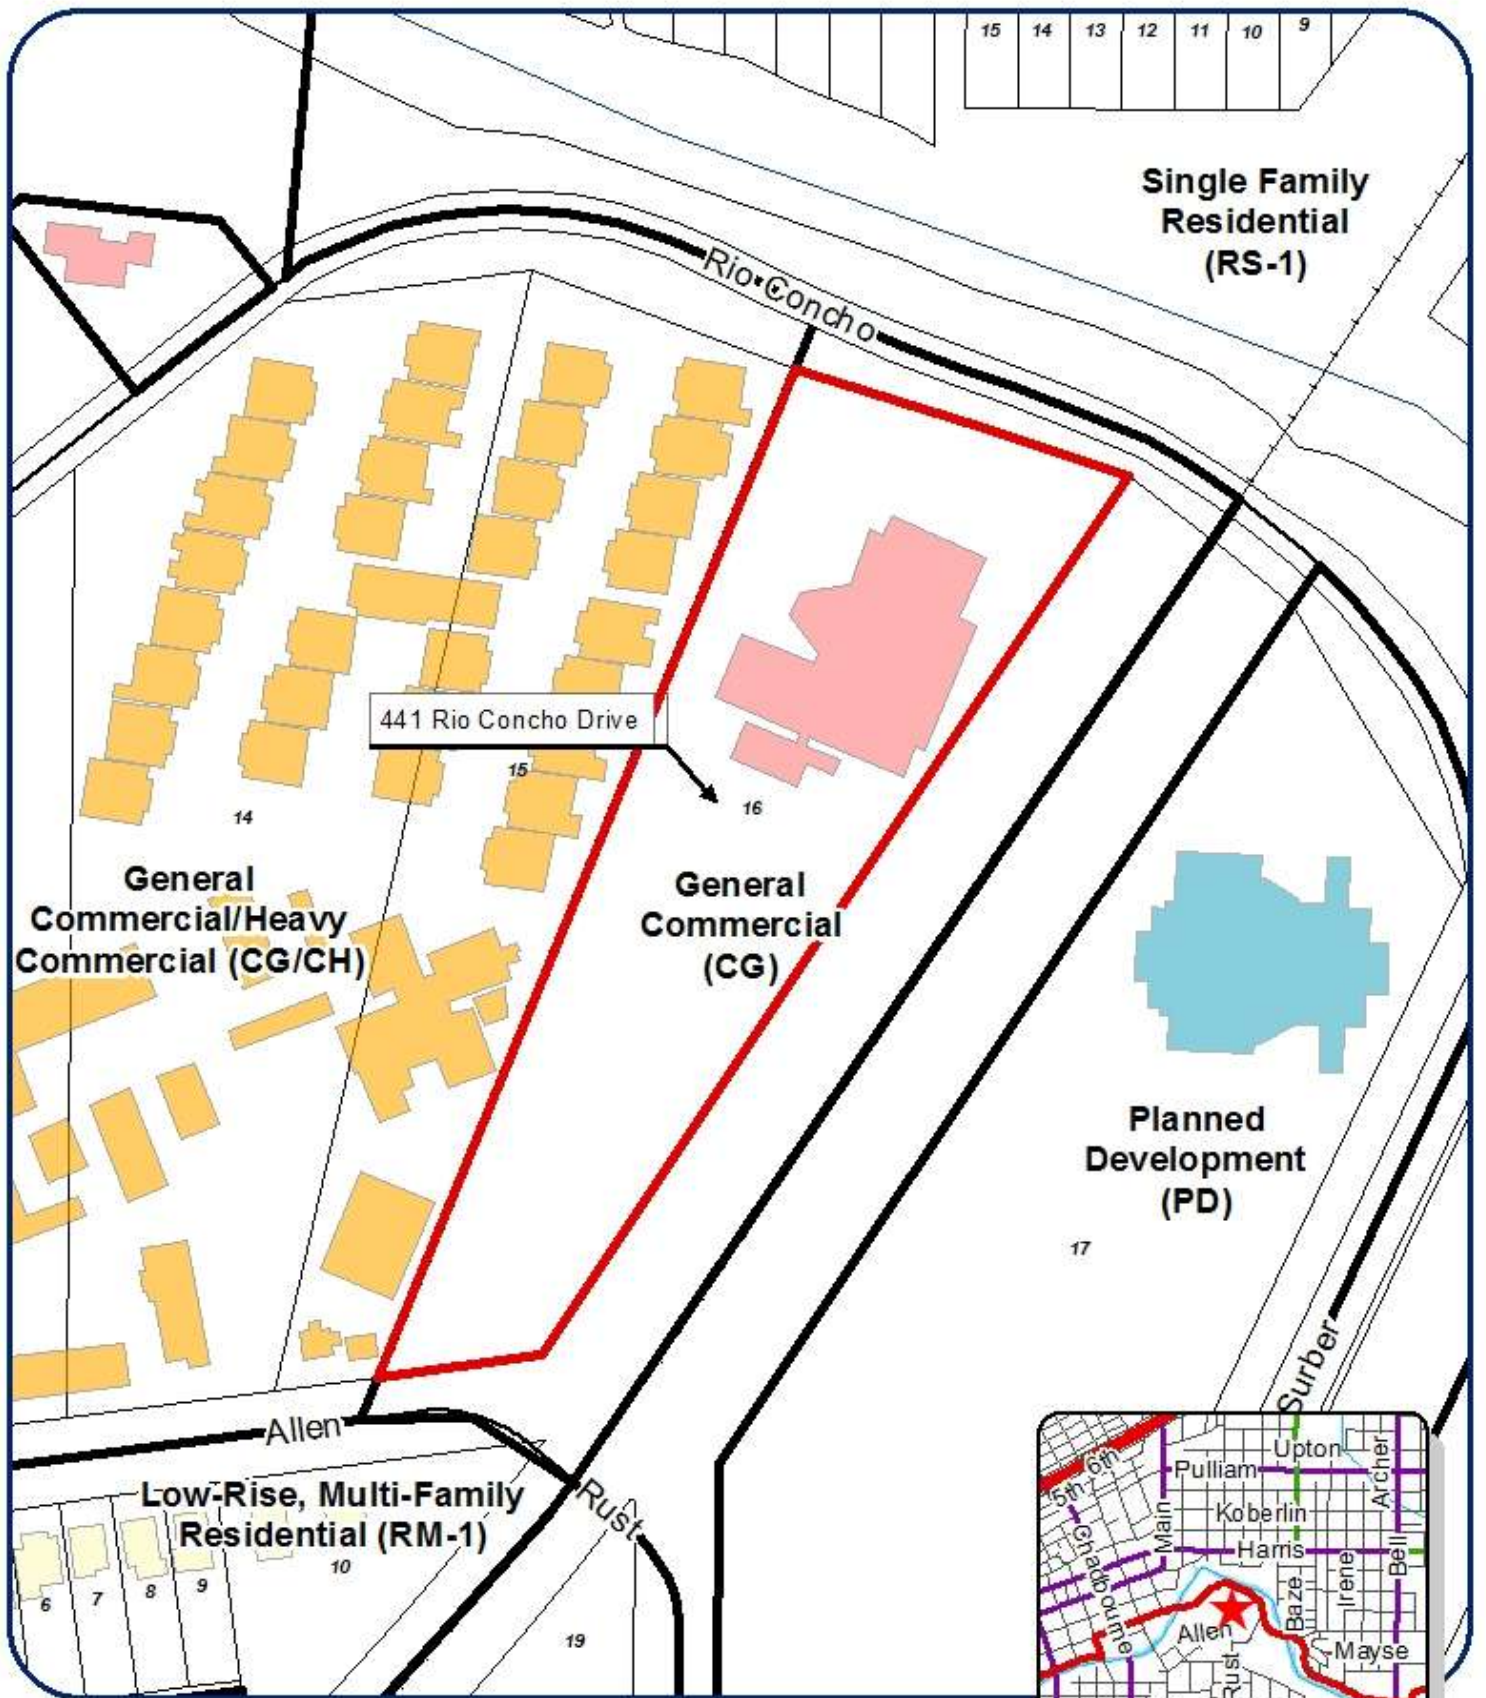 15 14 13 12 11 10 9
Single Family
Residential
(RS-1)
Rio Concho
441 Rio Concho Drive
15
16
14
General
Commercial/Heavy
Commercial (CG/CH)
General
Commercial
(CG)
Planned
Development
(PD)
17
Surber
Allen
Low-Rise, Multi-Family
Residential (RM-1)
Rust
6 7 8 9 10
19
6th
5th
Upton
Pulliam
Archer
Main
Koberlin
Chadbourne
Harris
Bell
Irene
Baze
Allen
Rust
Mayse